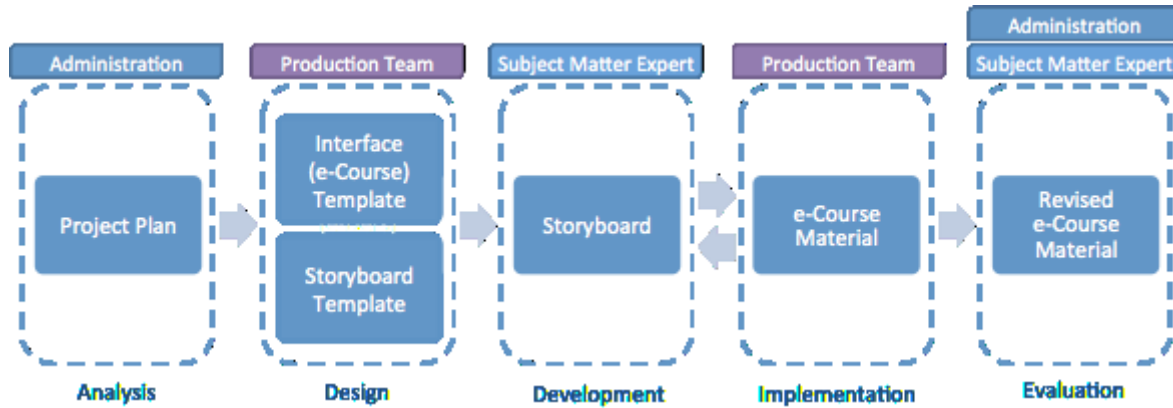 Administration
Administration
Production Team
Subject Matter Expert
Production Team
Subject Matter Expert
Project Plan
Interface
(e-Course)
Template
Storyboard
Template
Storyboard
e-Course
Material
Revised
e-Course
Material
Analysis
Design
Development
Implementation
Evaluation